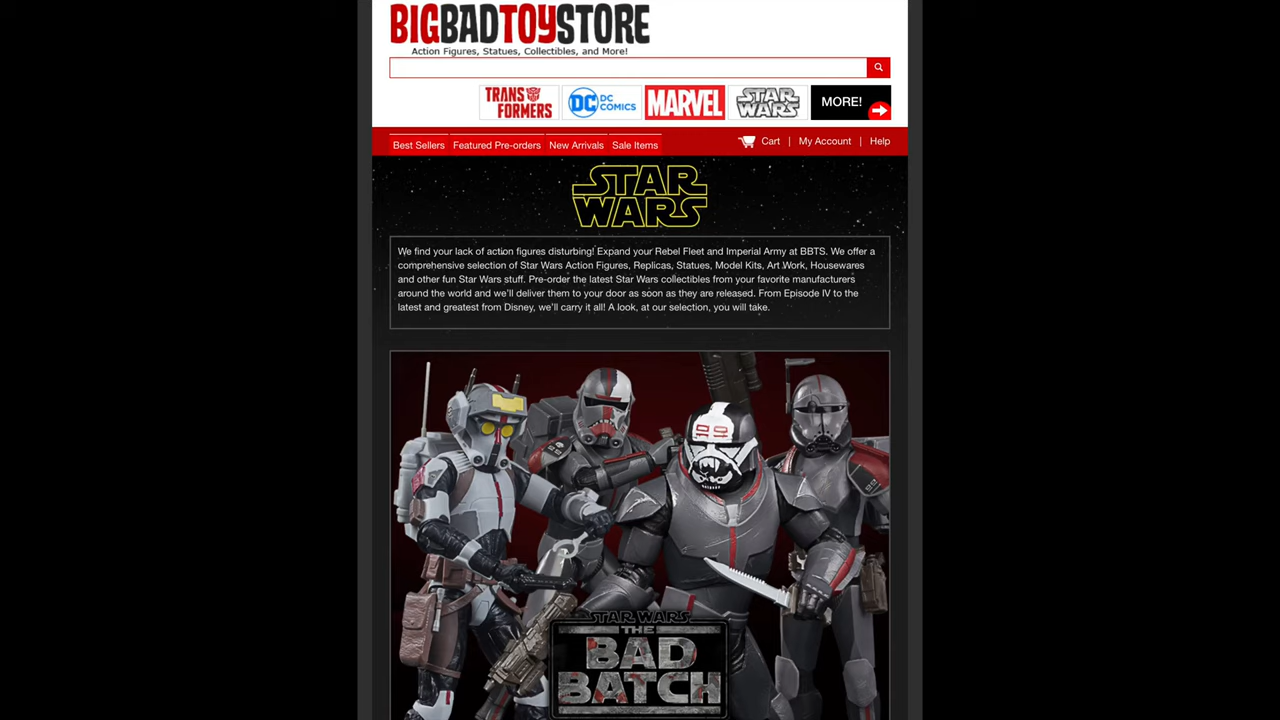 BIGBADTOYSTORE
Action Figures, Statues, Collectibles, and More!
TRANSFORMERS
DC DC COMICS
MARVEL
STAR WARS
MORE!
Best Sellers
Featured Pre-orders
New Arrivals
Sale Items
Cart | My Account | Help
STAR
WARS
We find your lack of action figures disturbing! Expand your Rebel Fleet and Imperial Army at BBTS. We offer a
comprehensive selection of Star Wars Action Figures, Replicas, Statues, Model Kits, Art Work, Housewares
and other fun Star Wars stuff. Pre-order the latest Star Wars collectibles from your favorite manufacturers
around the world and we'll deliver them to your door as soon as they are released. From Episode IV to the
latest and greatest from Disney, we'll carry it all! A look, at our selection, you will take.
STAR WARS
THE
BAD
BATCH